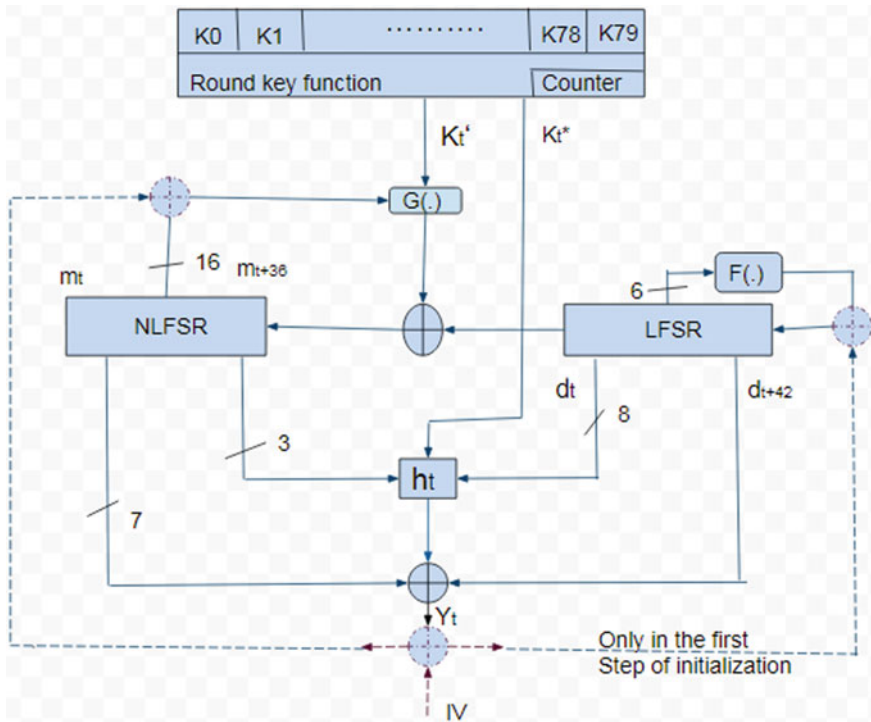 K0 K1 .......... K78 K79
Round key function Counter
Kt' Kt*
G(.)
16 mt+36
mt
6 F(.)
NLFSR LFSR
dt dt+42
8
3
ht
7
Yt
Only in the first
Step of initialization
IV